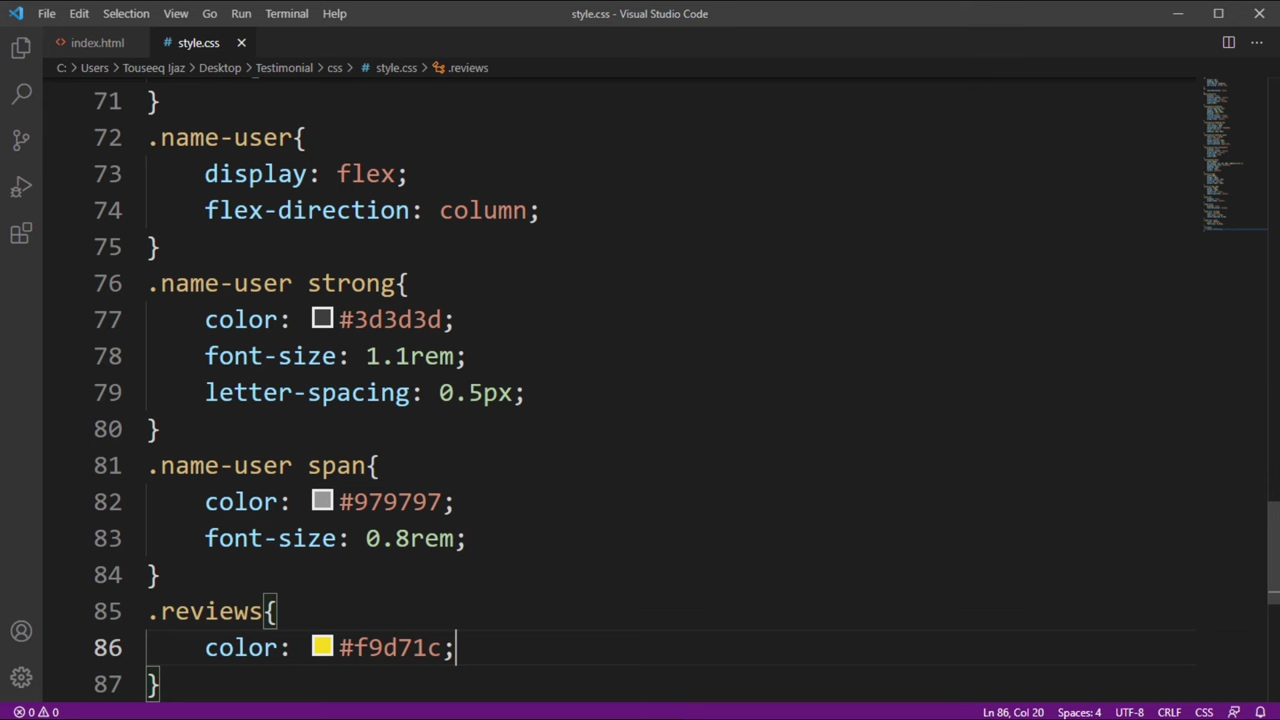 File Edit Selection View Go Run Terminal Help style.css - Visual Studio Code
index.html # style.css
C: > Users > Touseeq Ijaz > Desktop > Testimonial > css > # style.css > .reviews
71 }
72 .name-user{
73 display: flex;
74 flex-direction: column;
75 }
76 .name-user strong{
77 color: #3d3d3d;
78 font-size: 1.1rem;
79 letter-spacing: 0.5px;
80 }
81 .name-user span{
82 color: #979797;
83 font-size: 0.8rem;
84 }
85 .reviews{
86 color: #f9d71c;
87 }
0 0 Ln 86, Col 20 Spaces: 4 UTF-8 CRLF CSS